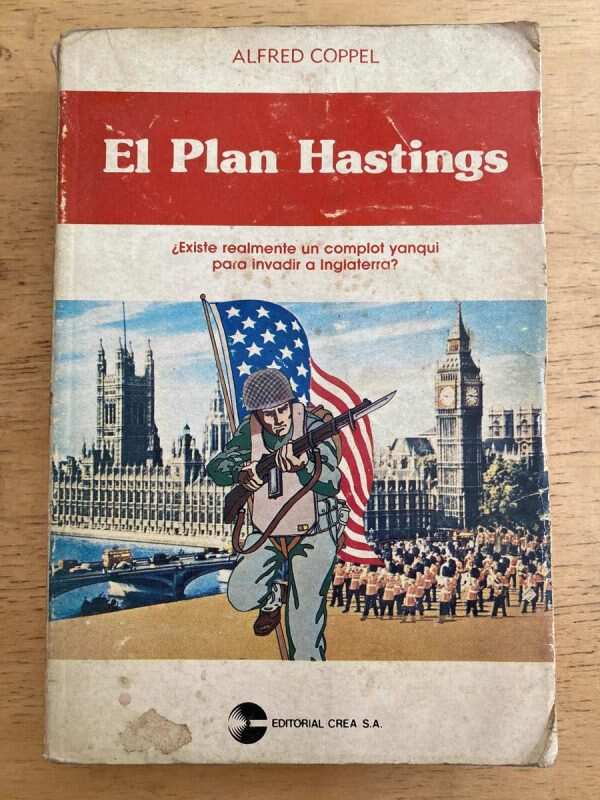 ALFRED COPPEL
El Plan Hastings
¿Existe realmente un complot yanqui
para invadir a Inglaterra?
EDITORIAL CREA S.A.